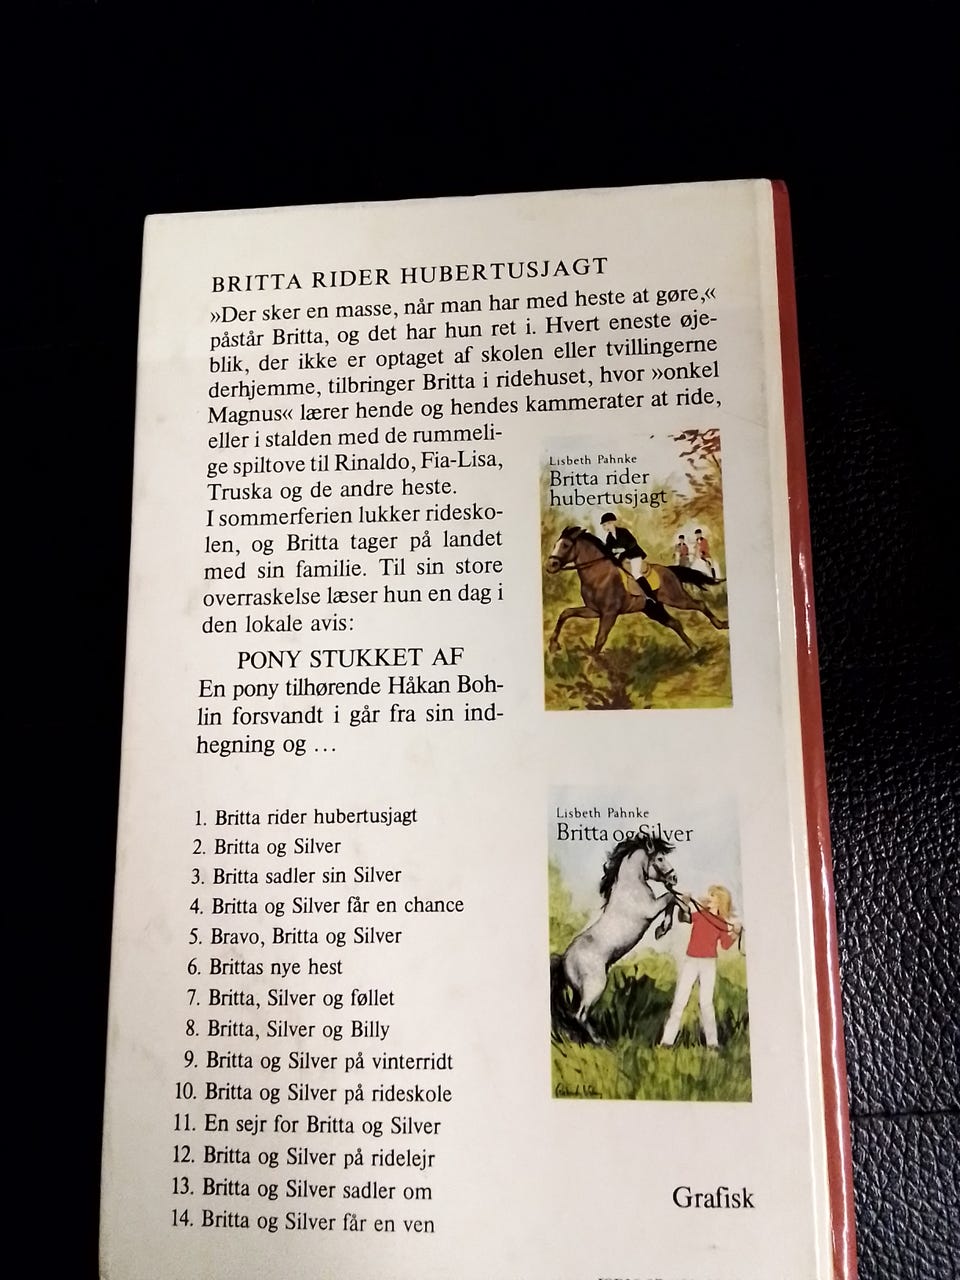 BRITTA RIDER HUBERTUSJAGT
»Der sker en masse, når man har med heste at gøre,«
påstår Britta, og det har hun ret i. Hvert eneste øje-
blik, der ikke er optaget af skolen eller tvillingerne
derhjemme, tilbringer Britta i ridehuset, hvor »onkel
Magnus« lærer hende og hendes kammerater at ride,
eller i stalden med de rummeli-
ge spiltove til Rinaldo, Fia-Lisa,
Truska og de andre heste.
I sommerferien lukker ridesko-
len, og Britta tager på landet
med sin familie. Til sin store
overraskelse læser hun en dag i
den lokale avis:
PONY STUKKET AF
En pony tilhørende Håkan Boh-
lin forsvandt i går fra sin ind-
hegning og ...
Lisbeth Pahnke
Britta rider
hubertusjagt
1. Britta rider hubertusjagt
2. Britta og Silver
3. Britta sadler sin Silver
4. Britta og Silver får en chance
5. Bravo, Britta og Silver
6. Brittas nye hest
7. Britta, Silver og føllet
8. Britta, Silver og Billy
9. Britta og Silver på vinterridt
10. Britta og Silver på rideskole
11. En sejr for Britta og Silver
12. Britta og Silver på ridelejr
13. Britta og Silver sadler om
14. Britta og Silver får en ven
Lisbeth Pahnke
Britta og Silver
Grafisk